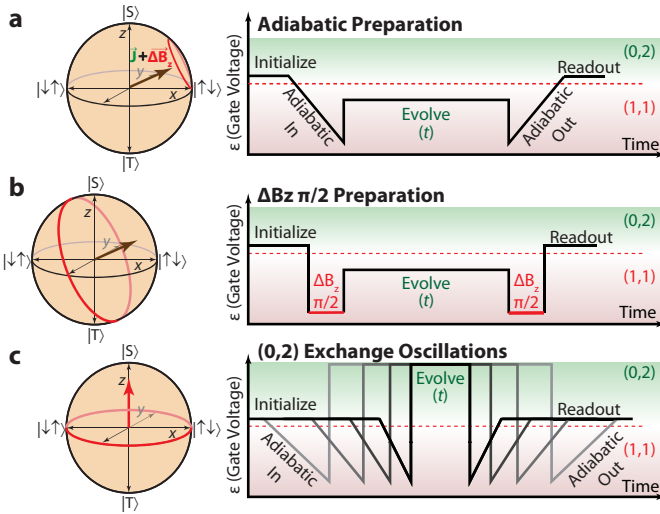 a
|S⟩
z
J+ΔBz
y
|↓↑⟩
|↑↓⟩
x
|T⟩
Adiabatic Preparation
ε (Gate Voltage)
Initialize
(0,2)
Readout
Adiabatic
In
Evolve
(t)
Adiabatic
Out
(1,1)
Time
b
|S⟩
z
y
|↓↑⟩
|↑↓⟩
x
|T⟩
ΔBz π/2 Preparation
ε (Gate Voltage)
(0,2)
Initialize
Readout
ΔBz
π/2
Evolve
(t)
ΔBz
π/2
(1,1)
Time
c
|S⟩
z
y
|↓↑⟩
|↑↓⟩
x
|T⟩
(0,2) Exchange Oscillations
ε (Gate Voltage)
Evolve
(t)
(0,2)
Initialize
Readout
Adiabatic
In
Adiabatic
Out
(1,1)
Time